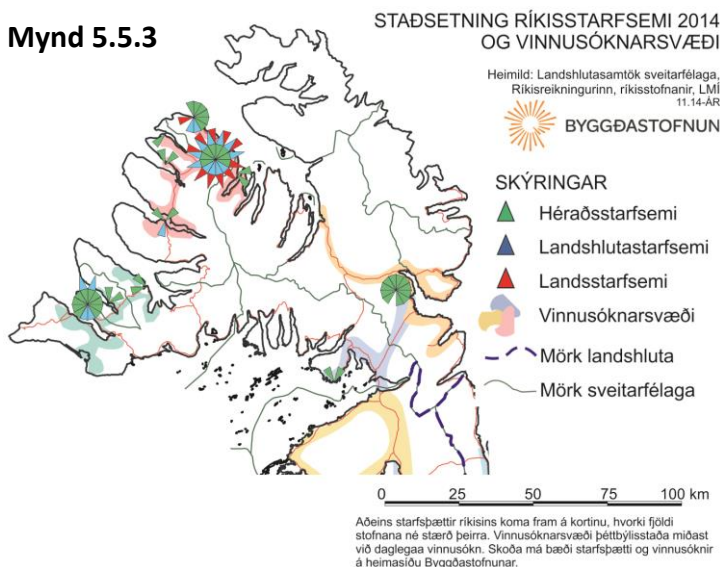 Mynd 5.5.3
STAÐSETNING RÍKISSTARFSEMI 2014
OG VINNUSÓKNARSVÆÐI
Heimild: Landshlutasamtök sveitarfélaga,
Ríkisreikningurinn, ríkisstofnanir, LMÍ
11.14-ÁR
BYGGÐASTOFNUN
SKÝRINGAR
Héraðsstarfsemi
Landshlutastarfsemi
Landsstarfsemi
Vinnusóknarsvæði
Mörk landshluta
Mörk sveitarfélaga
0 25 50 75 100 km
Aðeins starfsþættir ríkisins koma fram á kortinu, hvorki fjöldi
stofnana né stærð þeirra. Vinnusóknarsvæði þéttbýlisstaða miðast
við daglegaa vinnusókn. Skoða má bæði starfsþætti og vinnusóknir
á heimasíðu Byggðastofnunar.